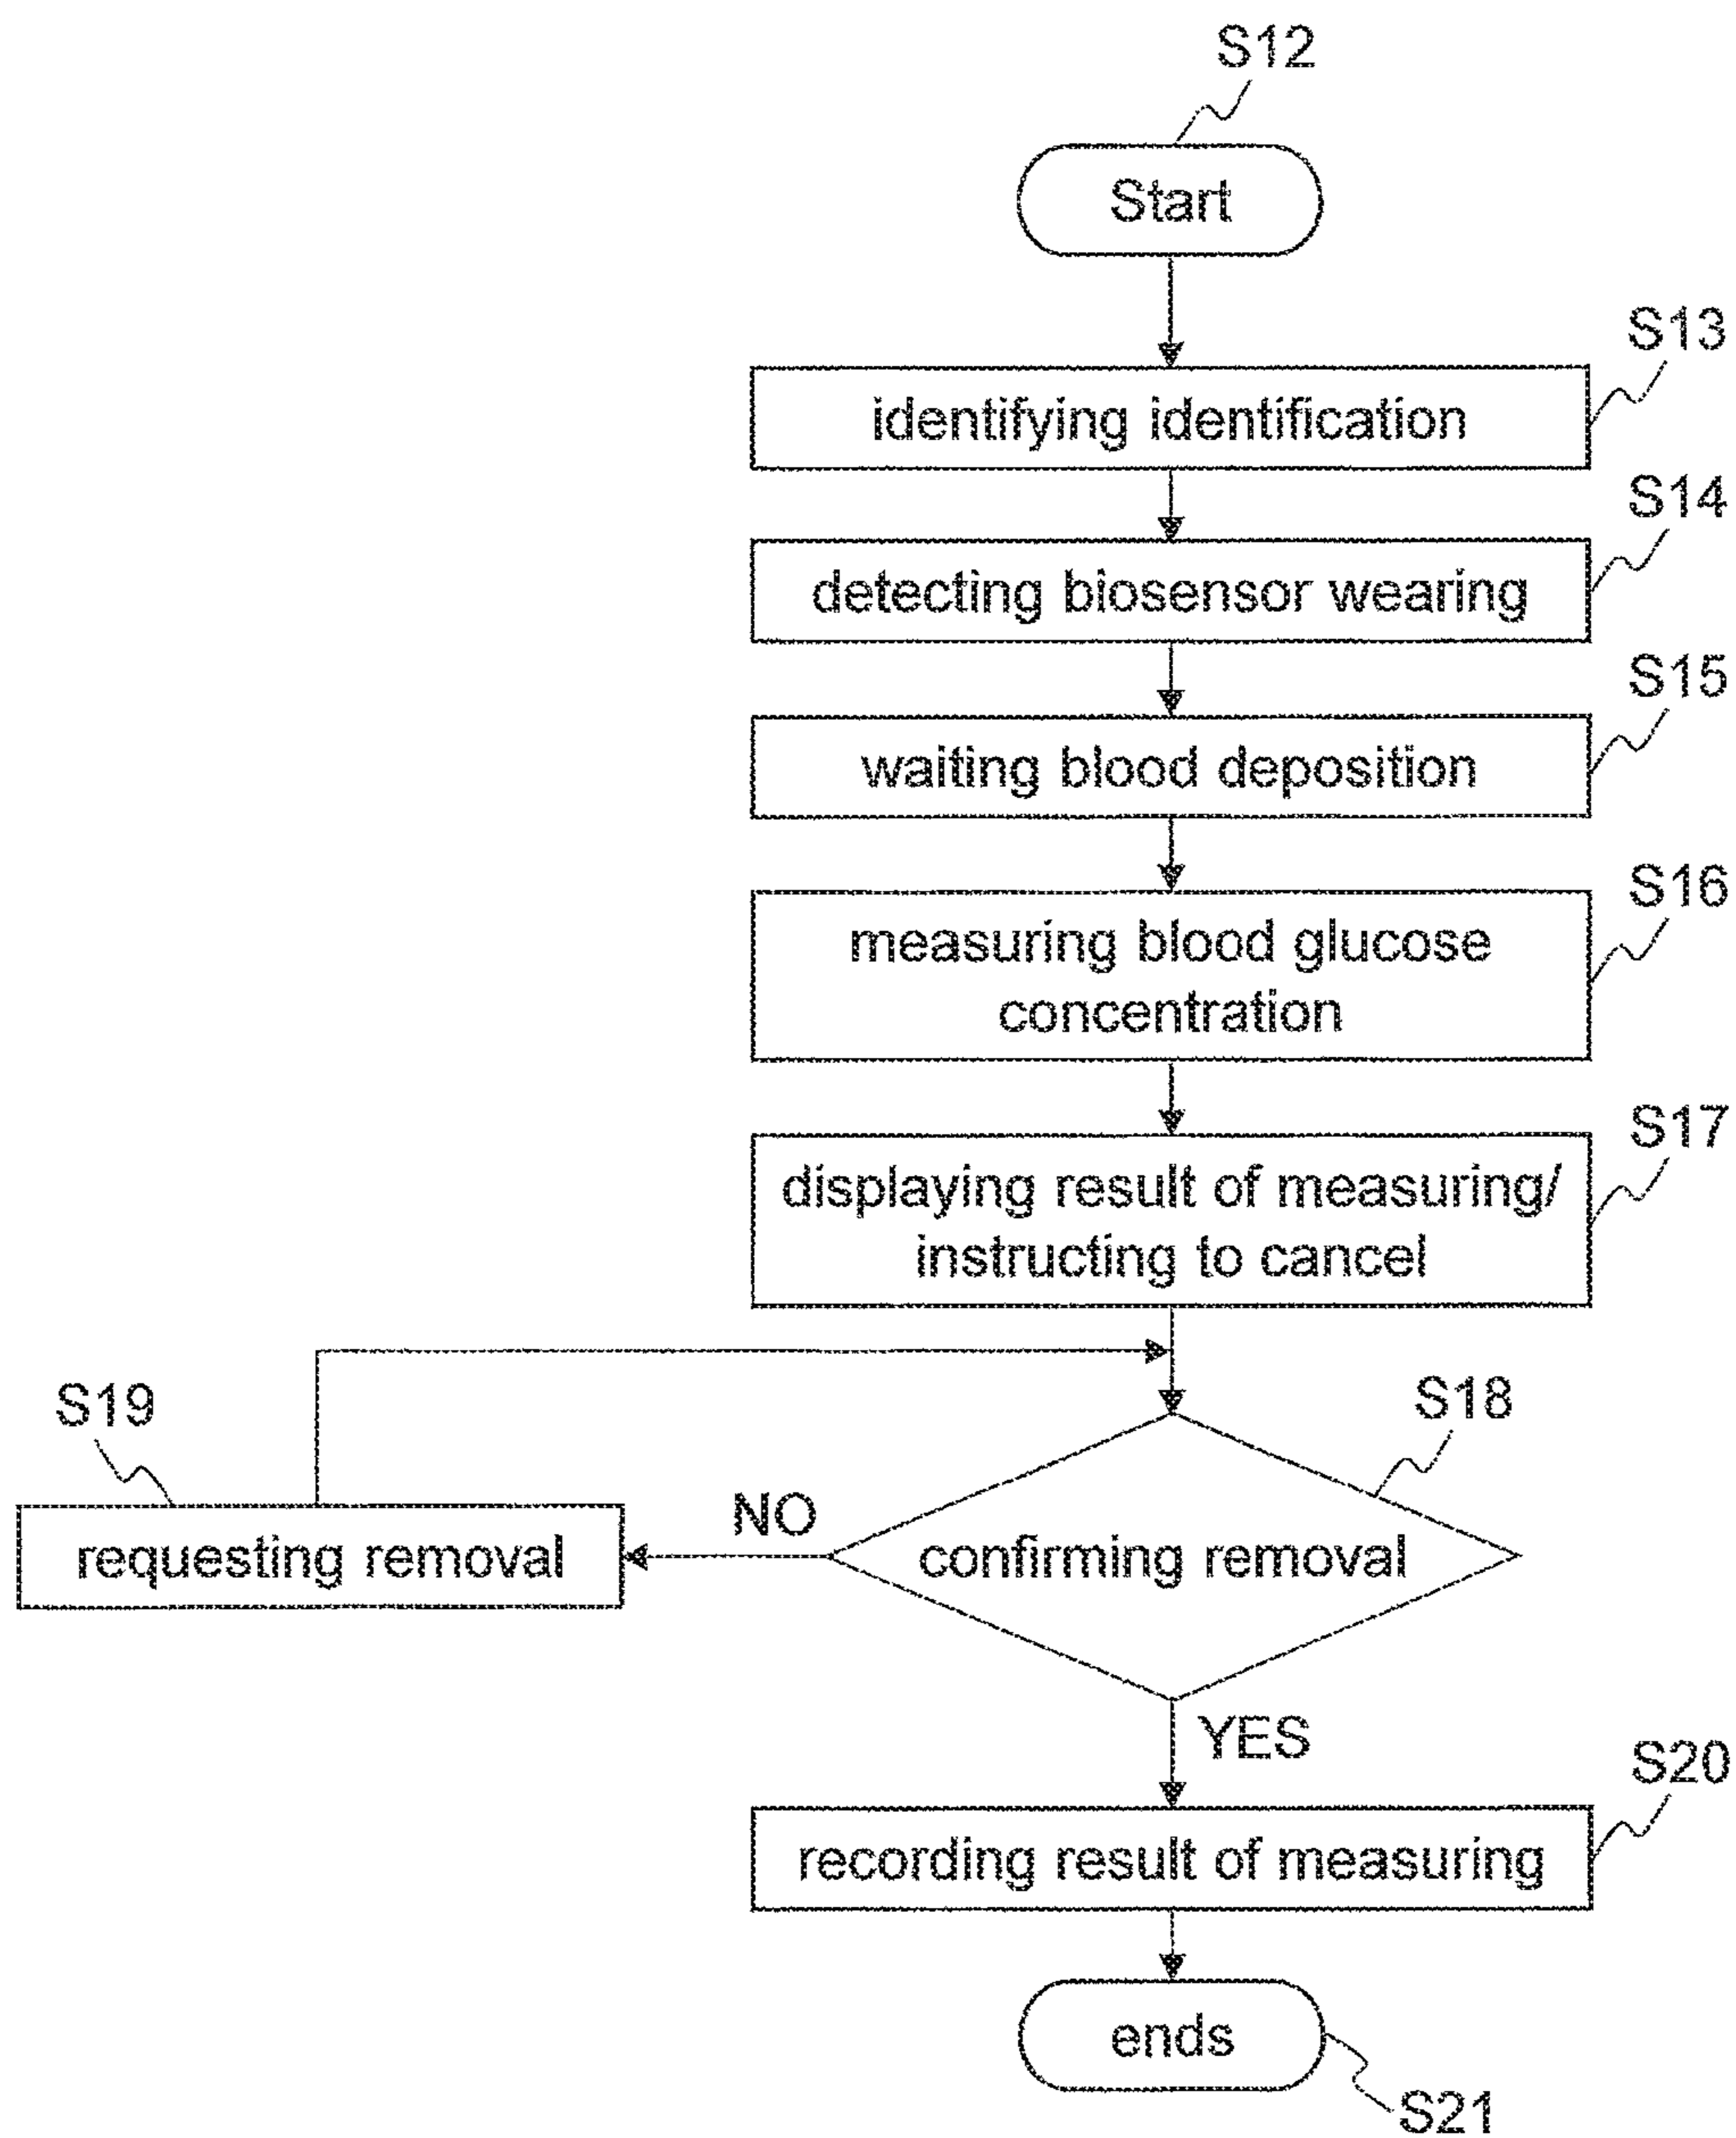 S12
Start
S13
identifying identification
S14
detecting biosensor wearing
S15
waiting blood deposition
S16
measuring blood glucose
concentration
S17
displaying result of measuring/
instructing to cancel
S19
S18
requesting removal
NO
confirming removal
YES
S20
recording result of measuring
ends
S21